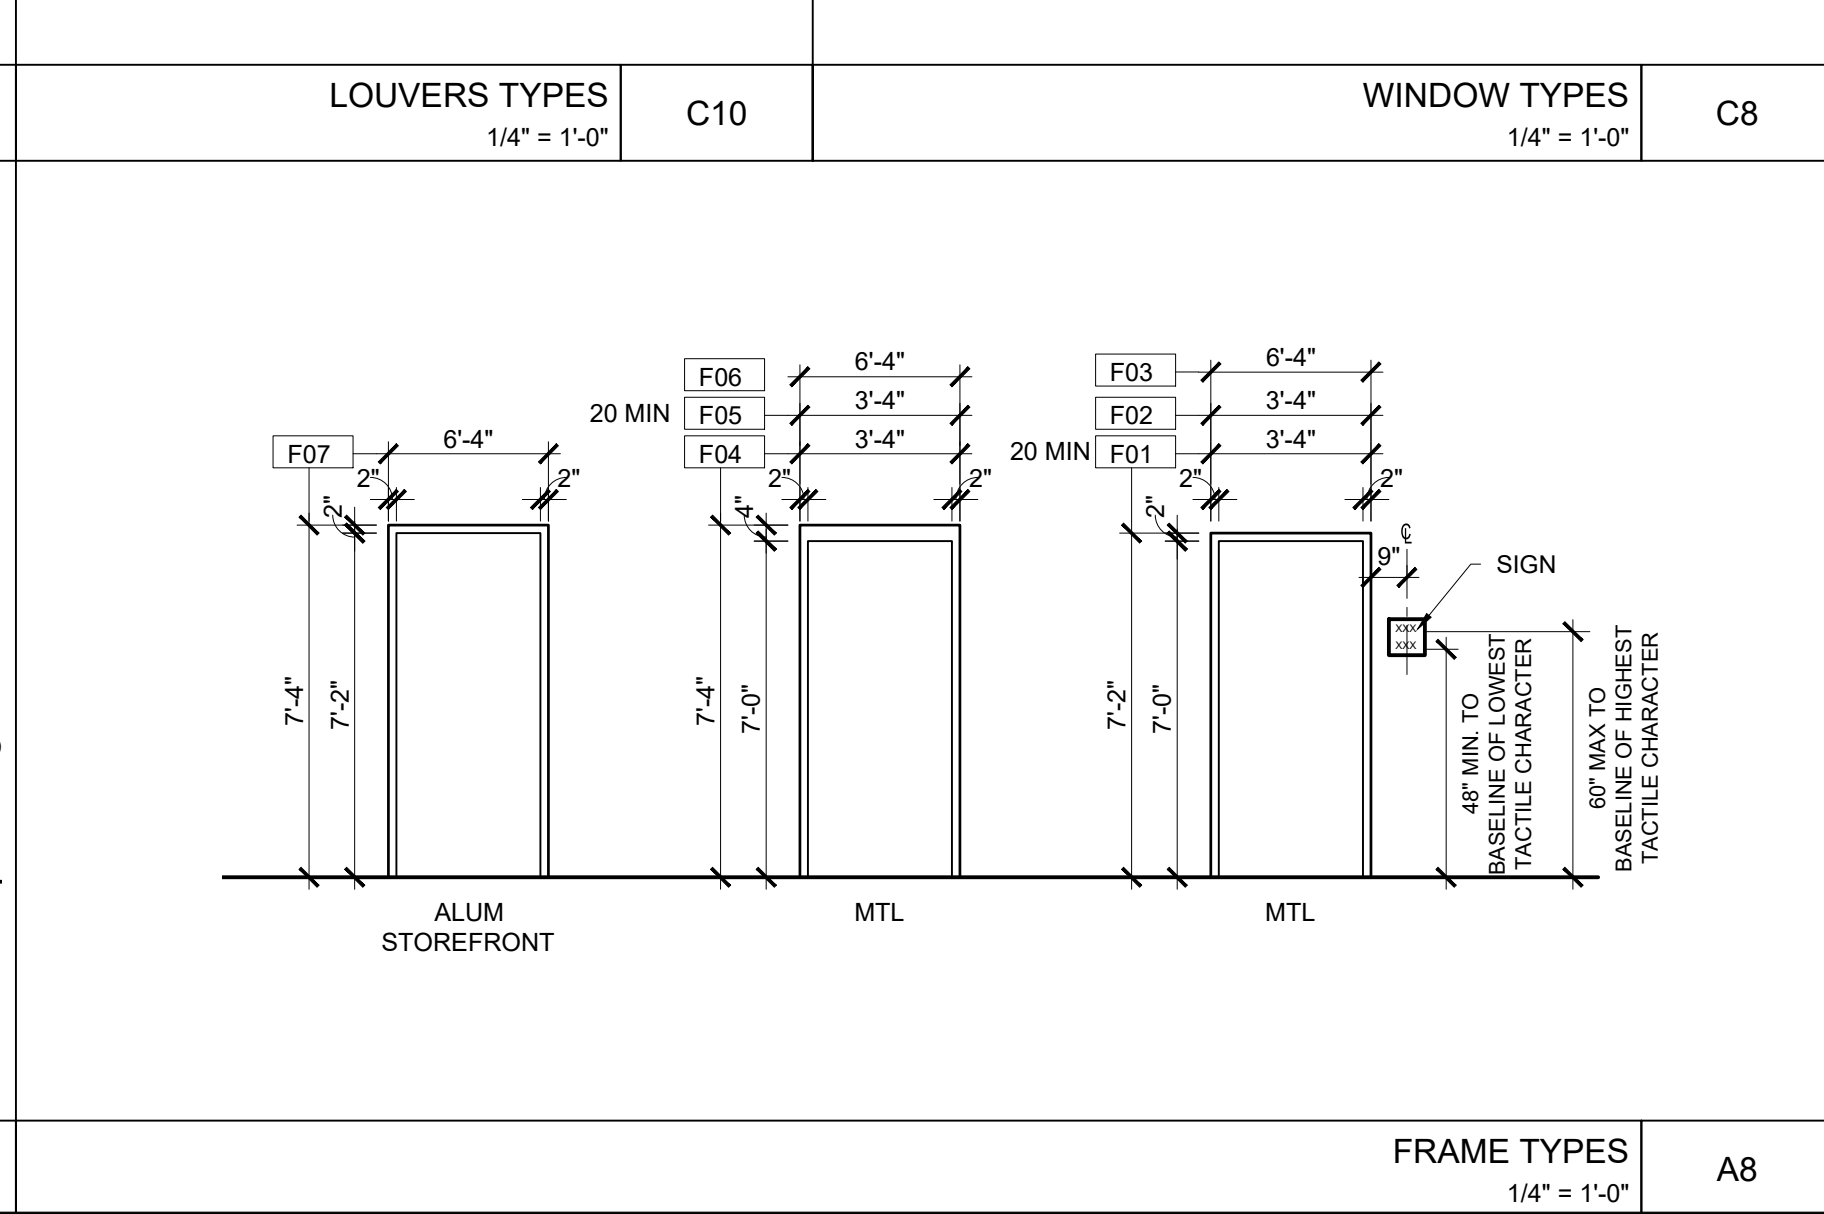 LOUVERS TYPES
1/4" = 1'-0"
C10
WINDOW TYPES
1/4" = 1'-0"
C8
F07
6'-4"
2"
2"
2"
7'-4"
7'-2"
ALUM
STOREFRONT
F06
6'-4"
20 MIN
F05
3'-4"
F04
3'-4"
2"
2"
4"
7'-4"
7'-0"
MTL
F03
6'-4"
F02
3'-4"
20 MIN
F01
3'-4"
2"
2"
2"
7'-2"
7'-0"
MTL
℄
9"
SIGN
XXX
XXX
48" MIN. TO
BASELINE OF LOWEST
TACTILE CHARACTER
60" MAX TO
BASELINE OF HIGHEST
TACTILE CHARACTER
FRAME TYPES
1/4" = 1'-0"
A8